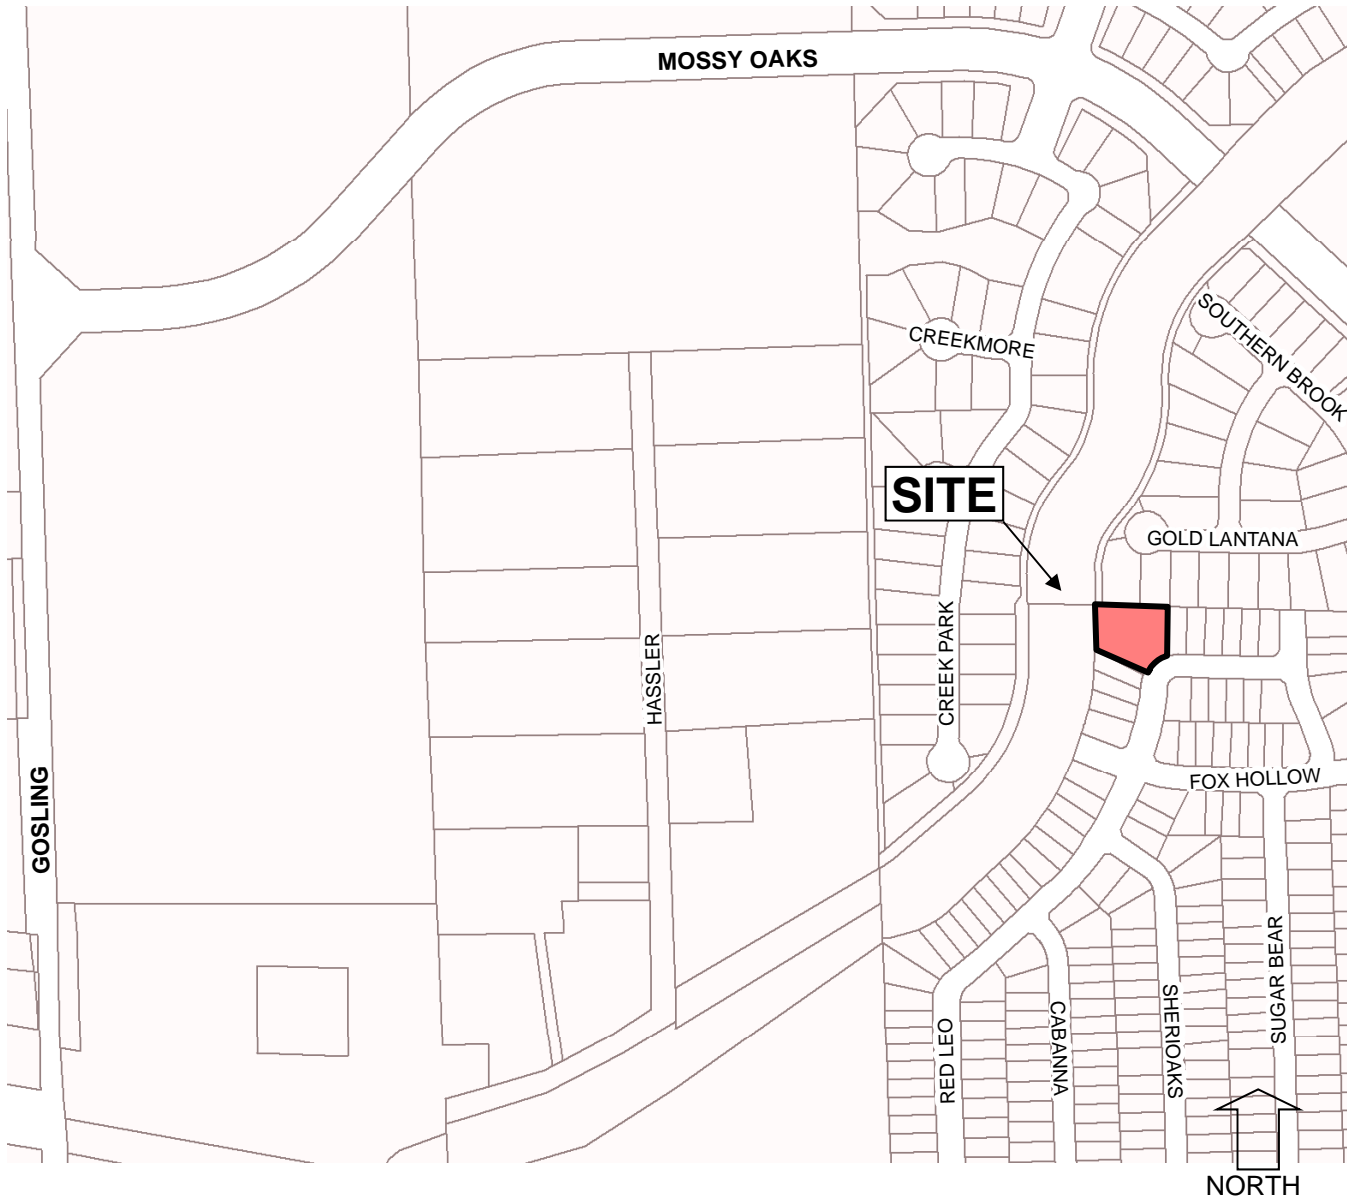 MOSSY OAKS
SOUTHERN BROOK
CREEKMORE
SITE
GOLD LANTANA
CREEK PARK
HASSLER
GOSLING
FOX HOLLOW
SUGAR BEAR
SHERIOAKS
CABANNA
RED LEO
NORTH